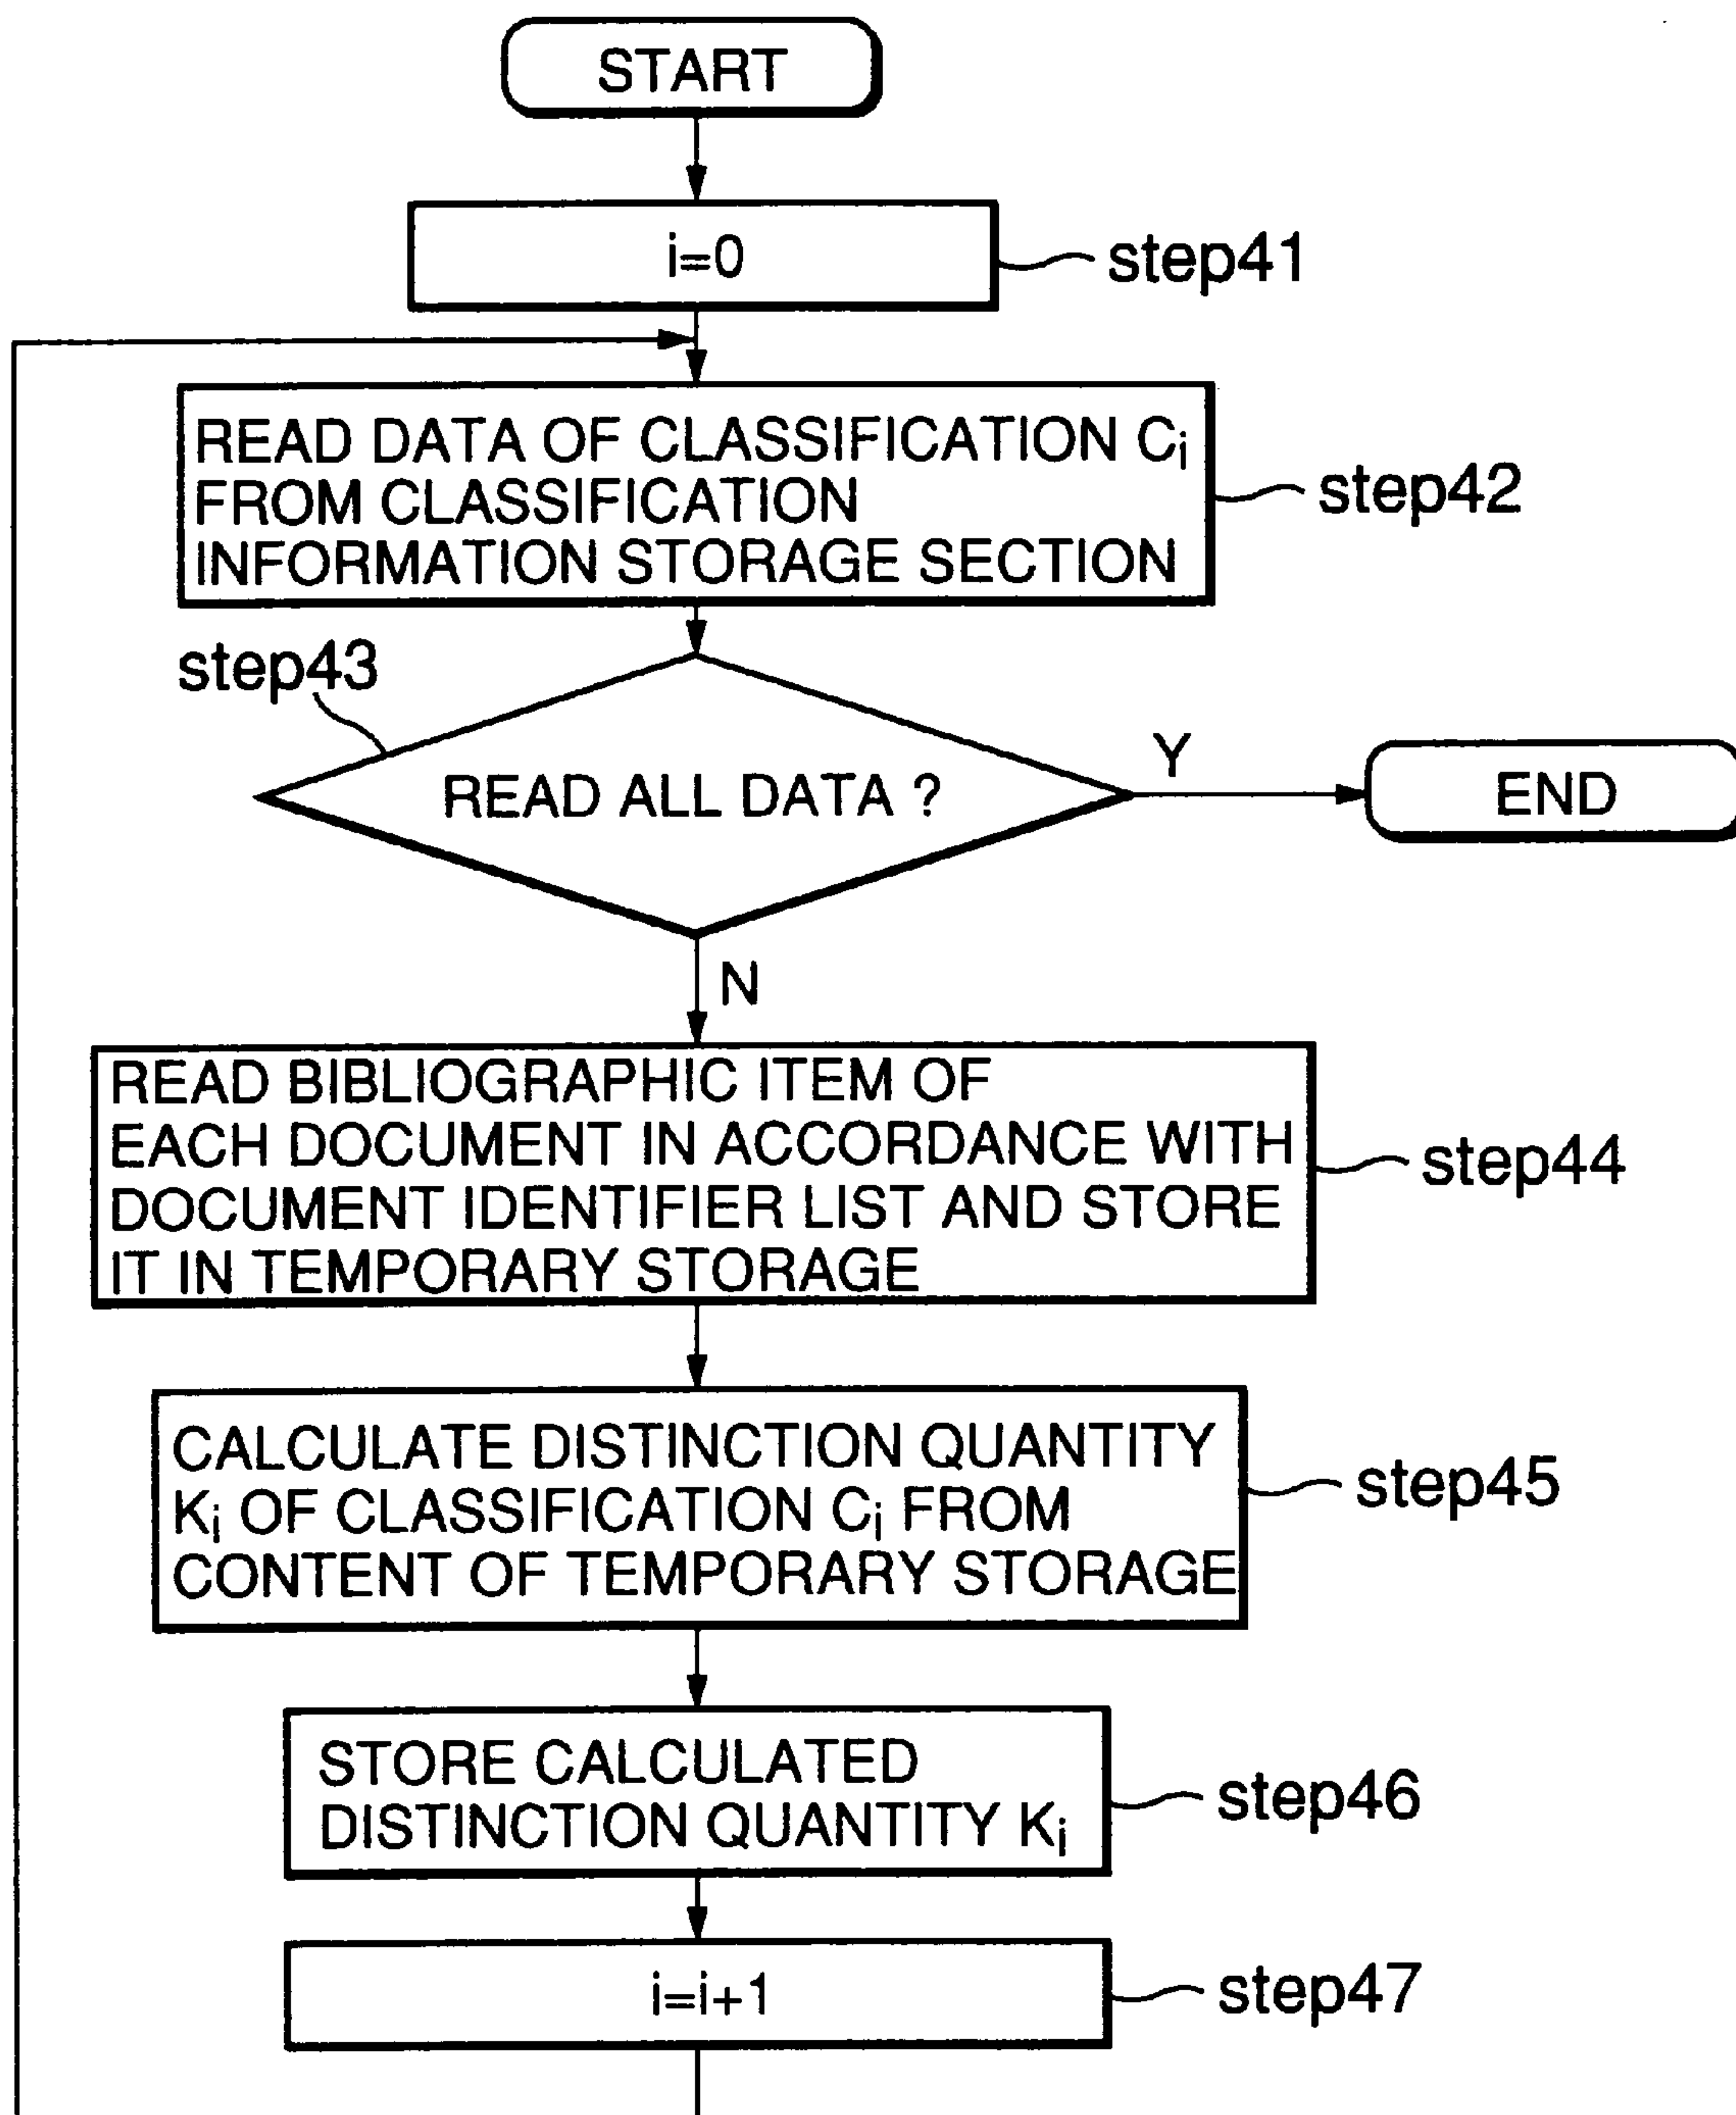 START
i=0
step41
READ DATA OF CLASSIFICATION Ci
FROM CLASSIFICATION
INFORMATION STORAGE SECTION
step42
step43
READ ALL DATA ?
Y
END
N
READ BIBLIOGRAPHIC ITEM OF
EACH DOCUMENT IN ACCORDANCE WITH
DOCUMENT IDENTIFIER LIST AND STORE
IT IN TEMPORARY STORAGE
step44
CALCULATE DISTINCTION QUANTITY
Ki OF CLASSIFICATION Ci FROM
CONTENT OF TEMPORARY STORAGE
step45
STORE CALCULATED
DISTINCTION QUANTITY Ki
step46
i=i+1
step47